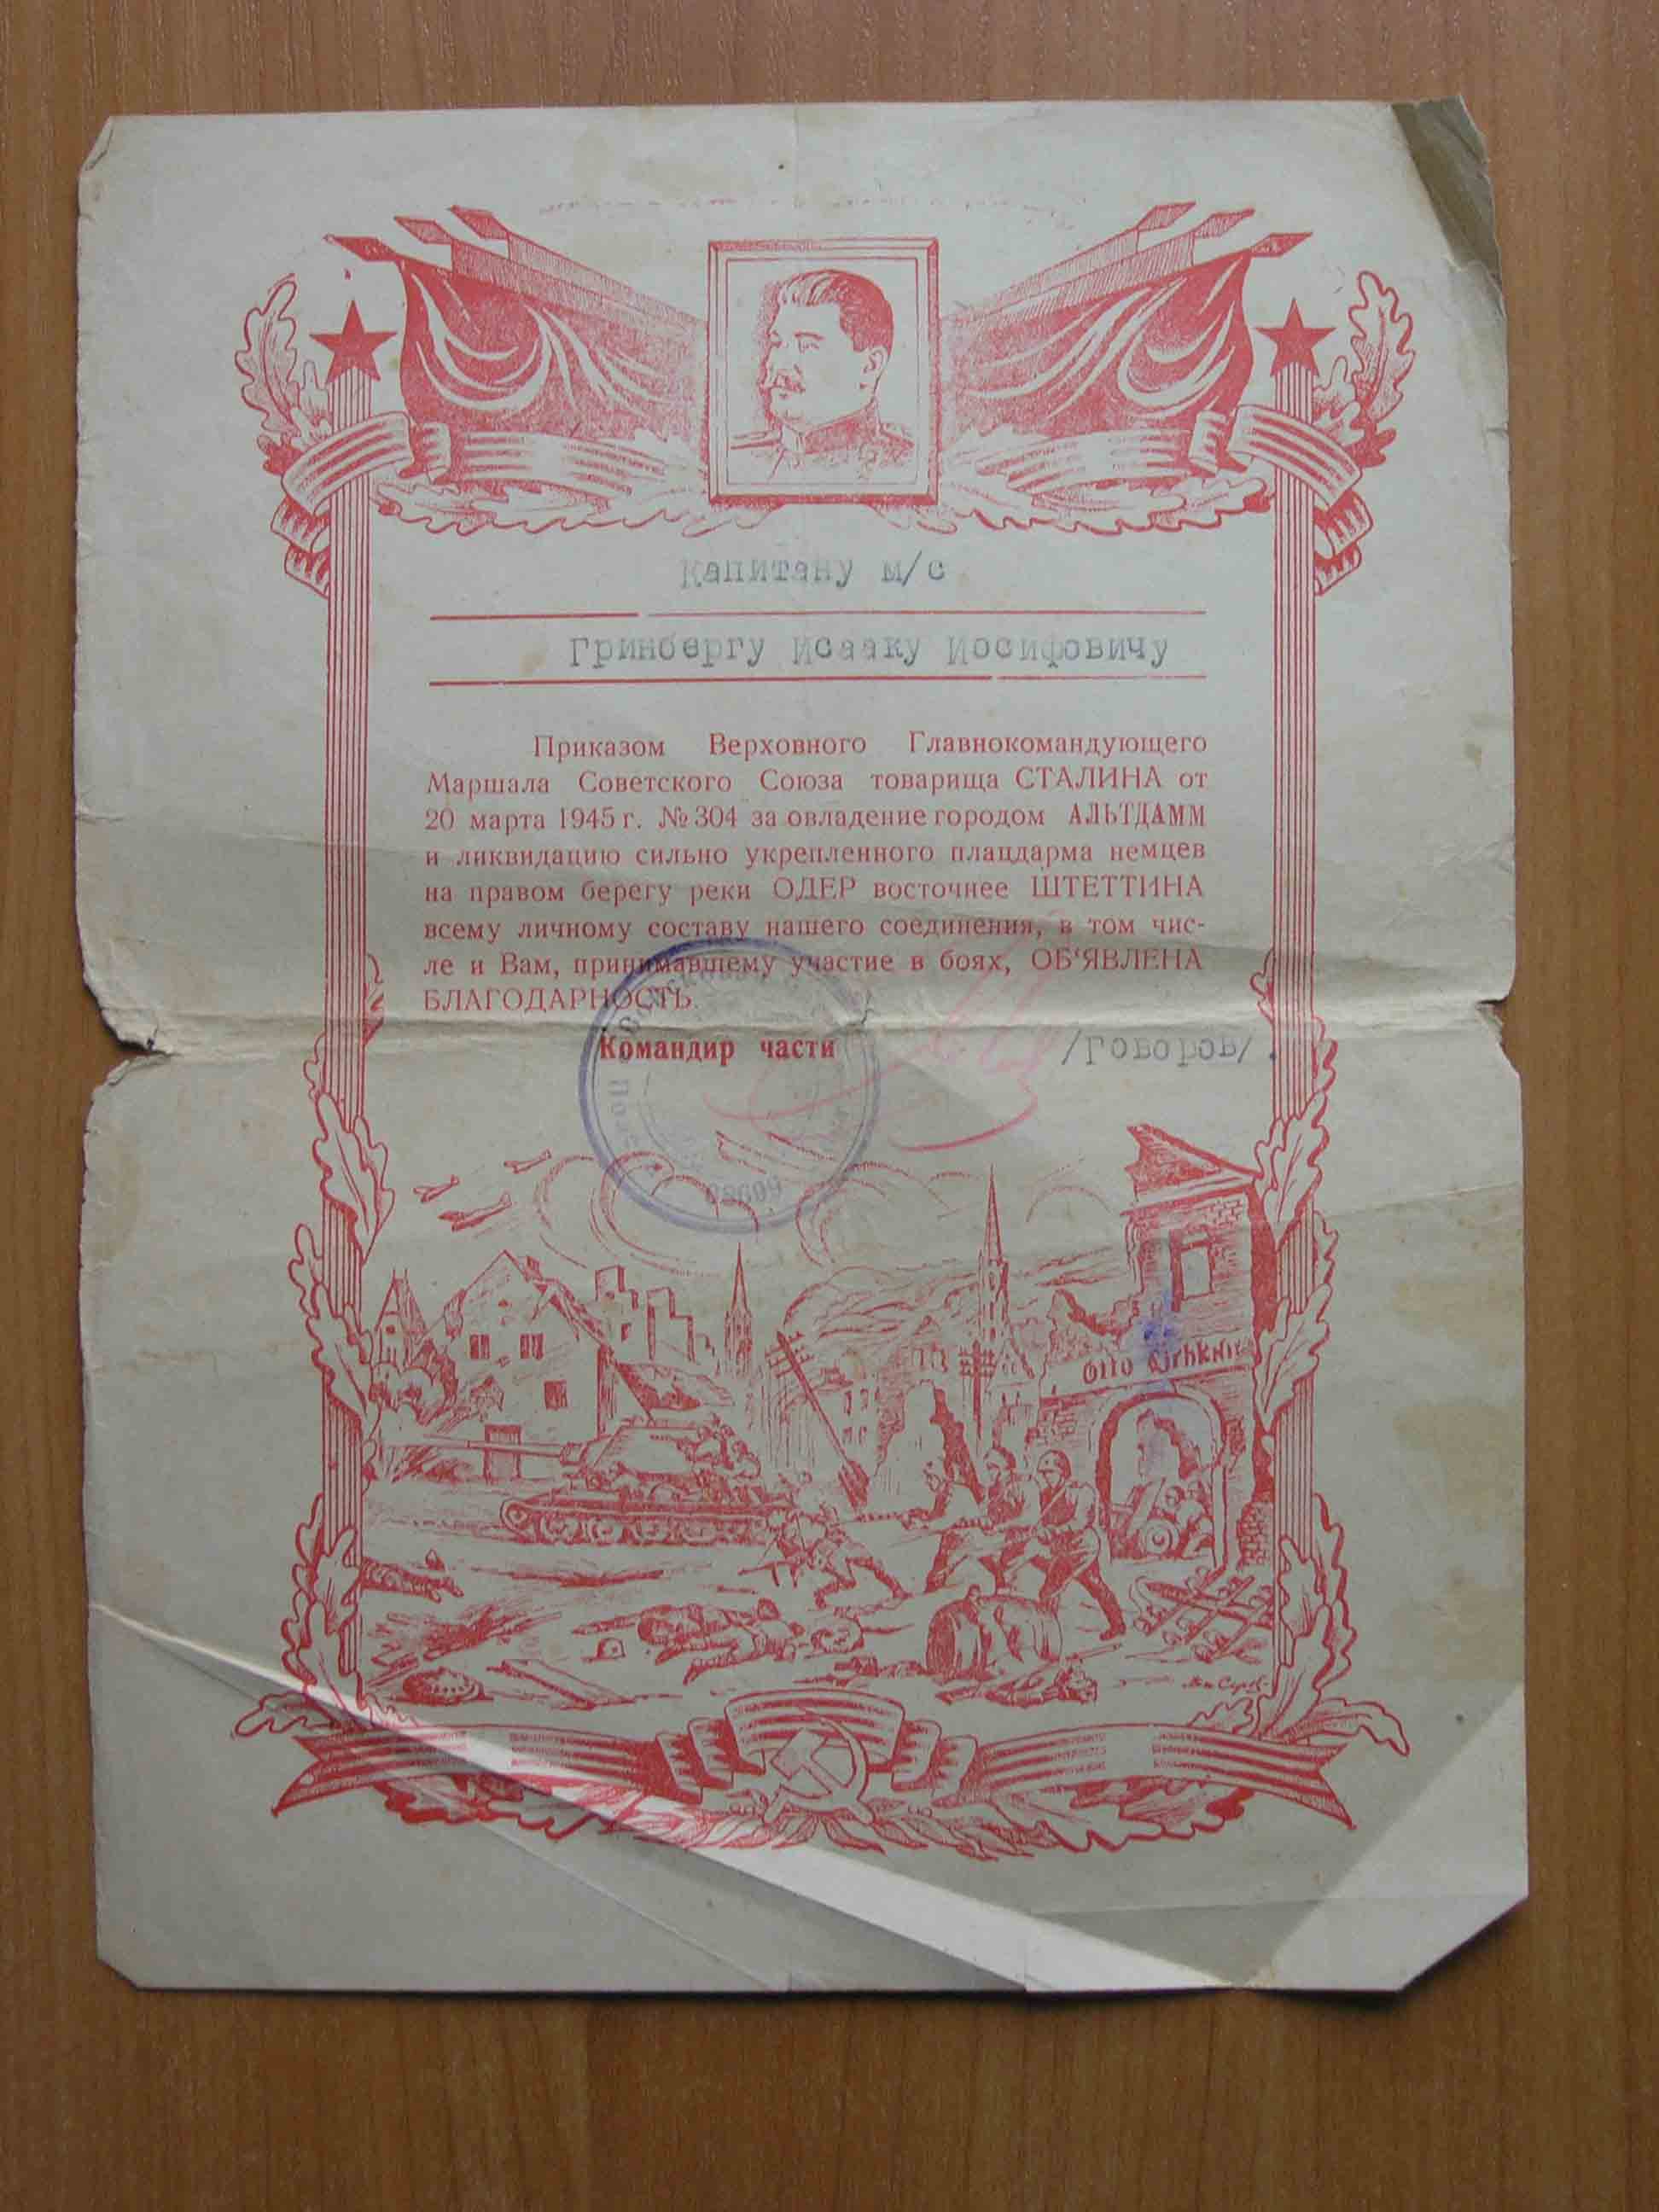 Капитану м/с
Гринбергу Исааку Иосифовичу
Приказом Верховного Главнокомандующего
Маршала Советского Союза товарища СТАЛИНА от
20 марта 1945 г. № 304 за овладение городом АЛЬТДАММ
и ликвидацию сильно укрепленного плацдарма немцев
на правом берегу реки ОДЕР восточнее ШТЕТТИНА
всему личному составу нашего соединения, в том чис-
ле и Вам, принимавшему участие в боях, ОБ'ЯВЛЕНА
БЛАГОДАРНОСТЬ.
Командир части /Говоров/.
Otto